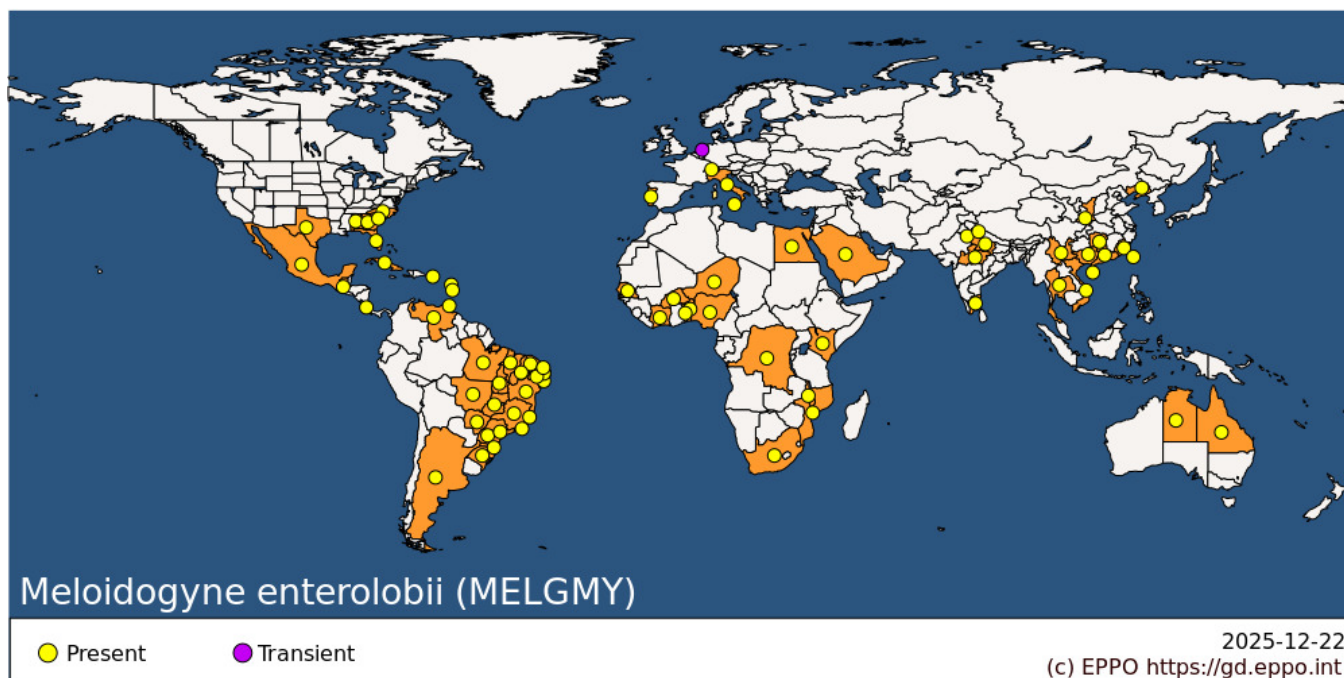 Meloidogyne enterolobii (MELGMY)
Present
Transient
2025-12-22
(c) EPPO https://gd.eppo.int